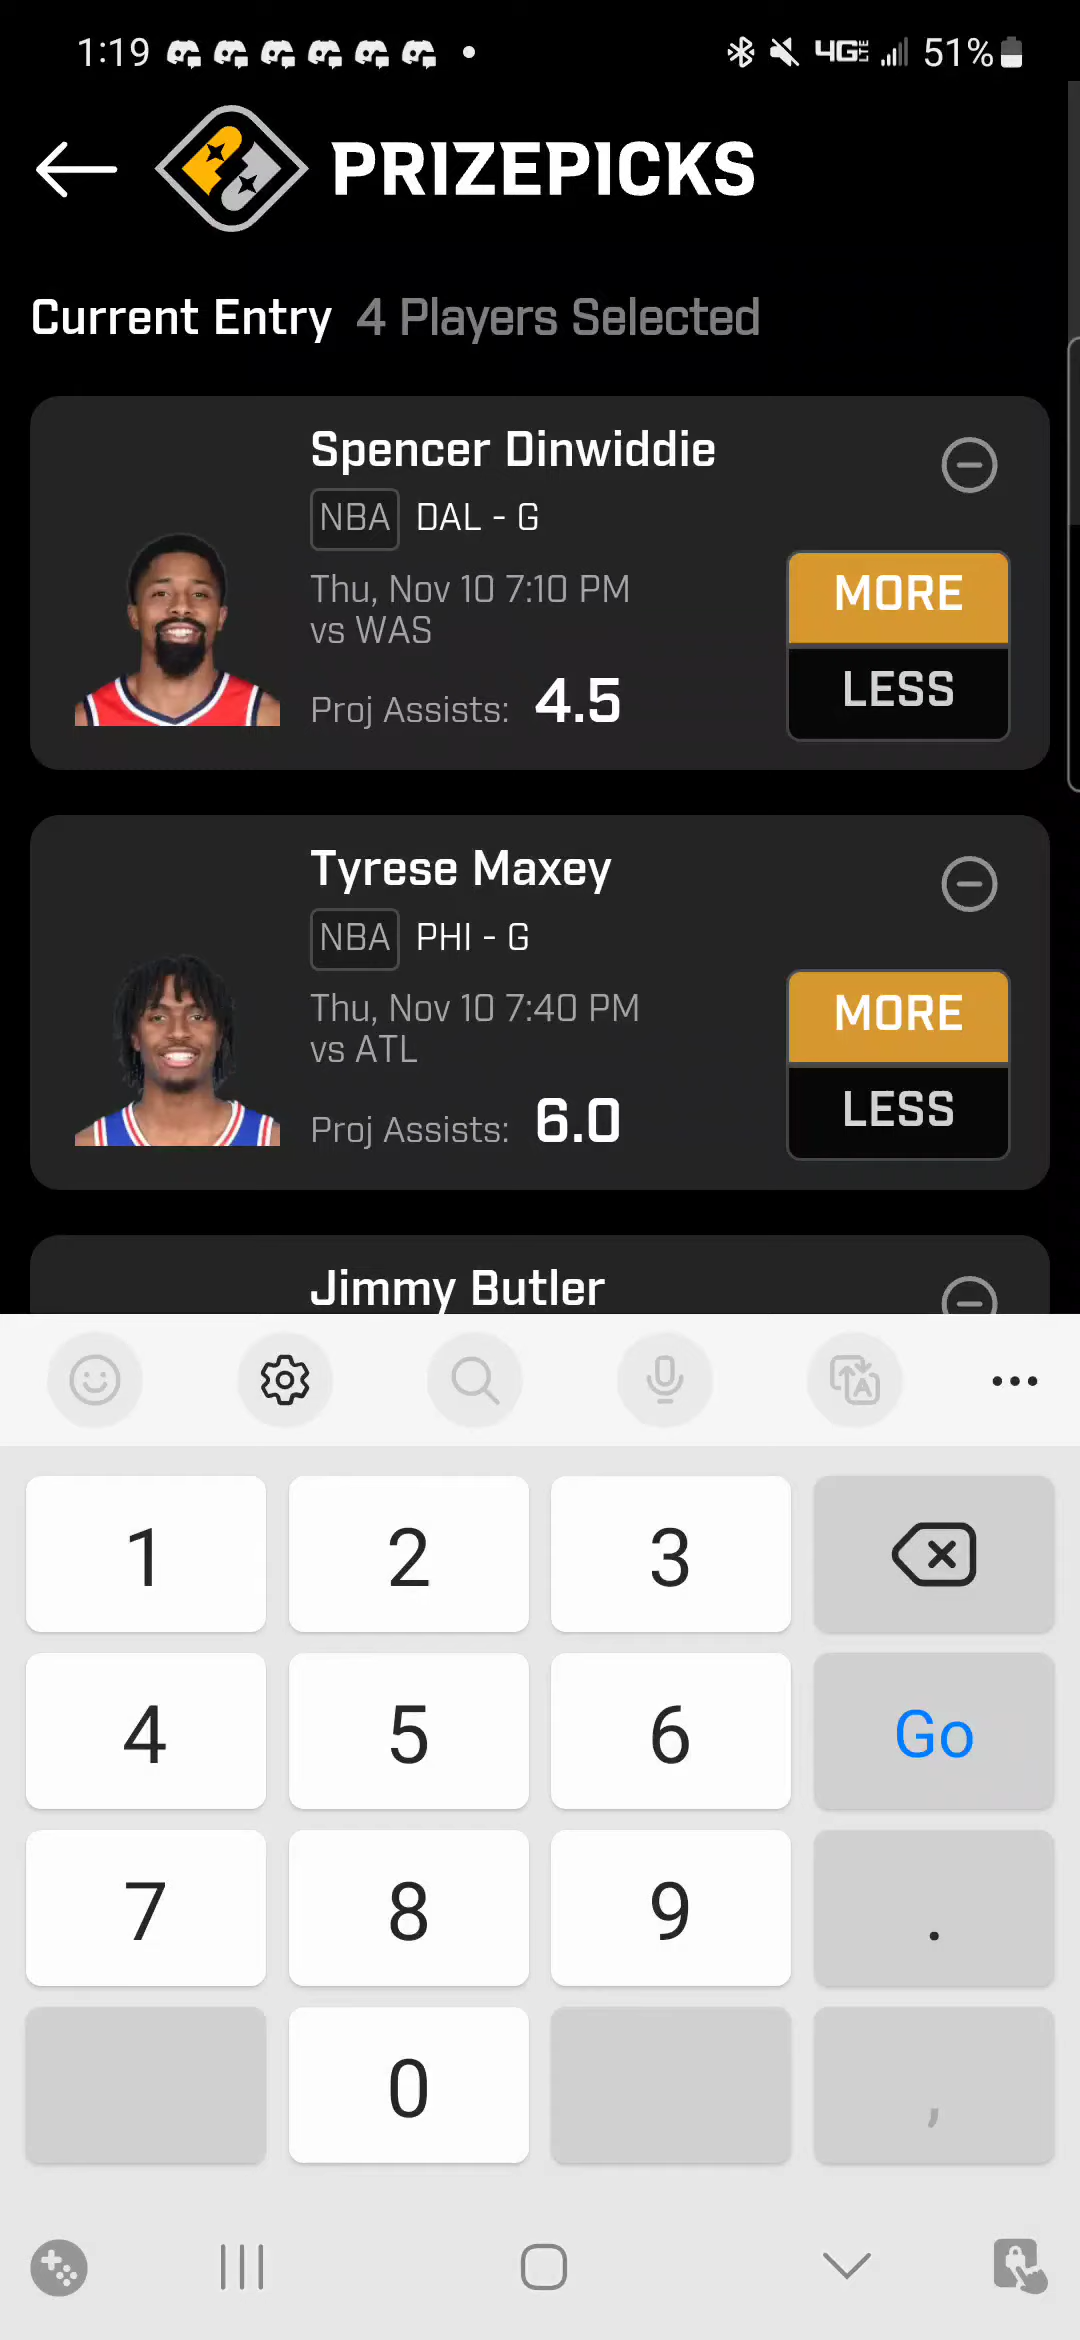 1:19 4G LTE 51%
PRIZEPICKS
Current Entry 4 Players Selected
Spencer Dinwiddie
NBA DAL - G
Thu, Nov 10 7:10 PM
vs WAS
Proj Assists: 4.5
MORE
LESS
Tyrese Maxey
NBA PHI - G
Thu, Nov 10 7:40 PM
vs ATL
Proj Assists: 6.0
MORE
LESS
Jimmy Butler
1 2 3
4 5 6 Go
7 8 9 .
0 ,